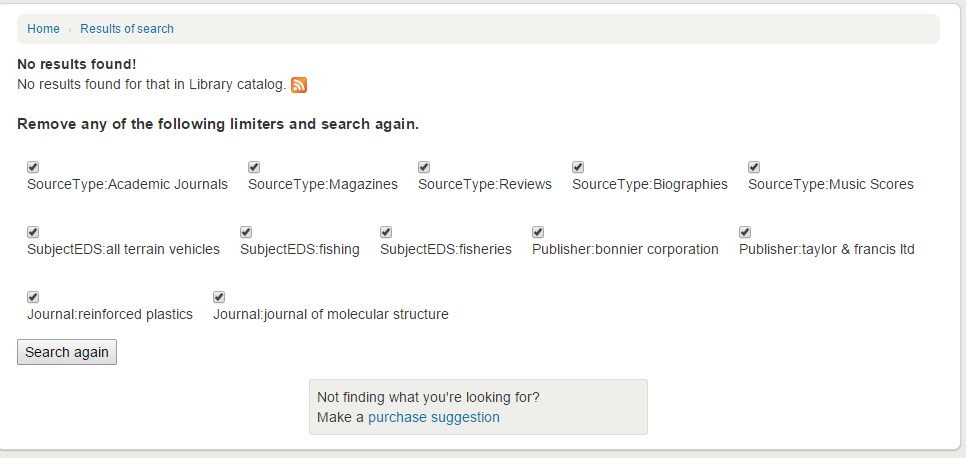 Home › Results of search
No results found!
No results found for that in Library catalog.
Remove any of the following limiters and search again.
SourceType:Academic Journals SourceType:Magazines SourceType:Reviews SourceType:Biographies SourceType:Music Scores
SubjectEDS:all terrain vehicles SubjectEDS:fishing SubjectEDS:fisheries Publisher:bonnier corporation Publisher:taylor & francis ltd
Journal:reinforced plastics Journal:journal of molecular structure
Search again
Not finding what you're looking for?
Make a purchase suggestion